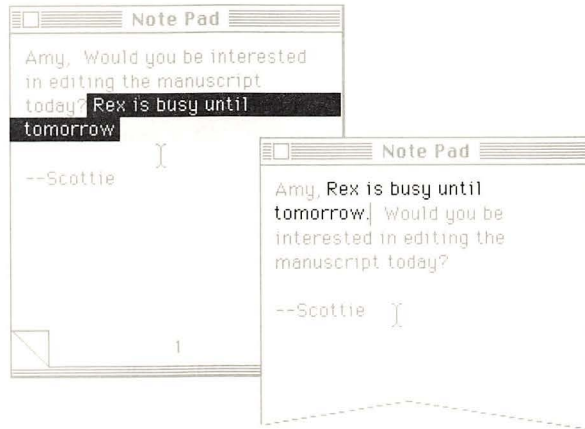 Note Pad
Amy,  Would you be interested
in editing the manuscript
today? Rex is busy until
tomorrow
--Scottie
1
Note Pad
Amy, Rex is busy until
tomorrow.  Would you be
interested in editing the
manuscript today?
--Scottie